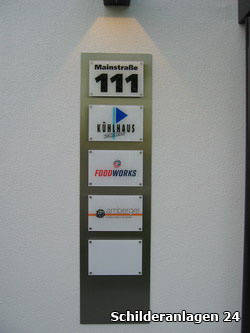 Mainstraße
111
KÜHLHAUS
FOODWORKS
Schilderanlagen 24